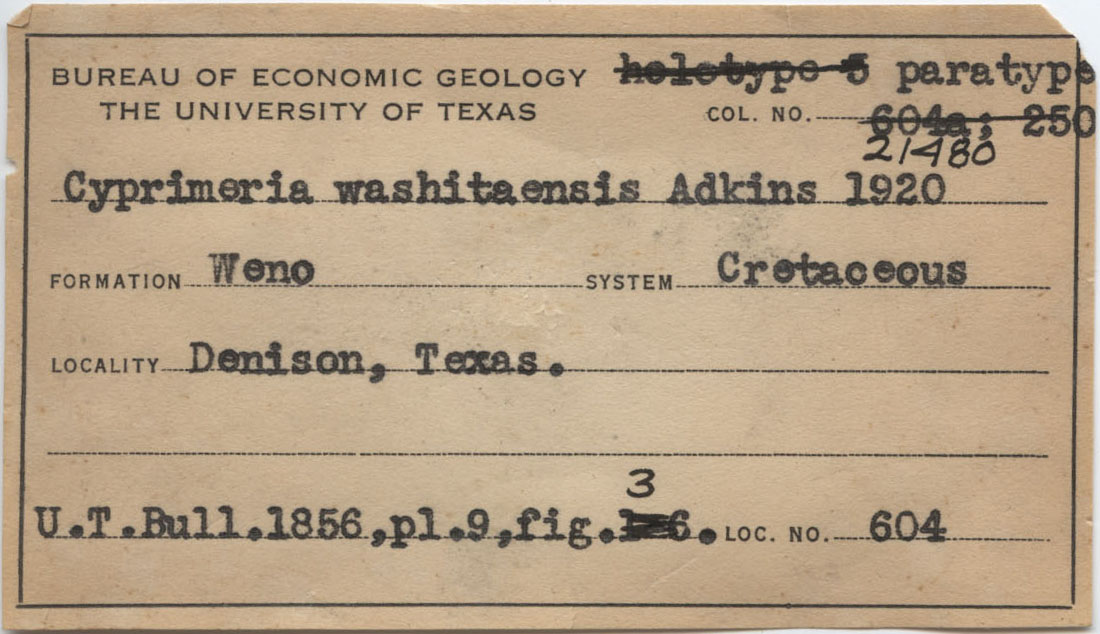 BUREAU OF ECONOMIC GEOLOGY holotype 5 paratype
THE UNIVERSITY OF TEXAS COL. NO. 604a; 250
21480
Cyprimeria washitaensis Adkins 1920
FORMATION Weno SYSTEM Cretaceous
LOCALITY Denison, Texas.
3
U.T.Bull.1856,pl.9,fig.1-6. LOC. NO. 604